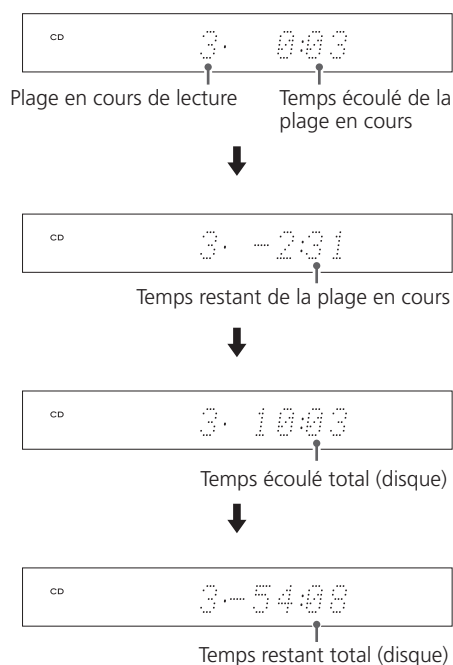 CD 3. 0:03
Plage en cours de lecture
Temps écoulé de la
plage en cours
CD 3. -2:31
Temps restant de la plage en cours
CD 3. 10:03
Temps écoulé total (disque)
CD 3.-54:08
Temps restant total (disque)